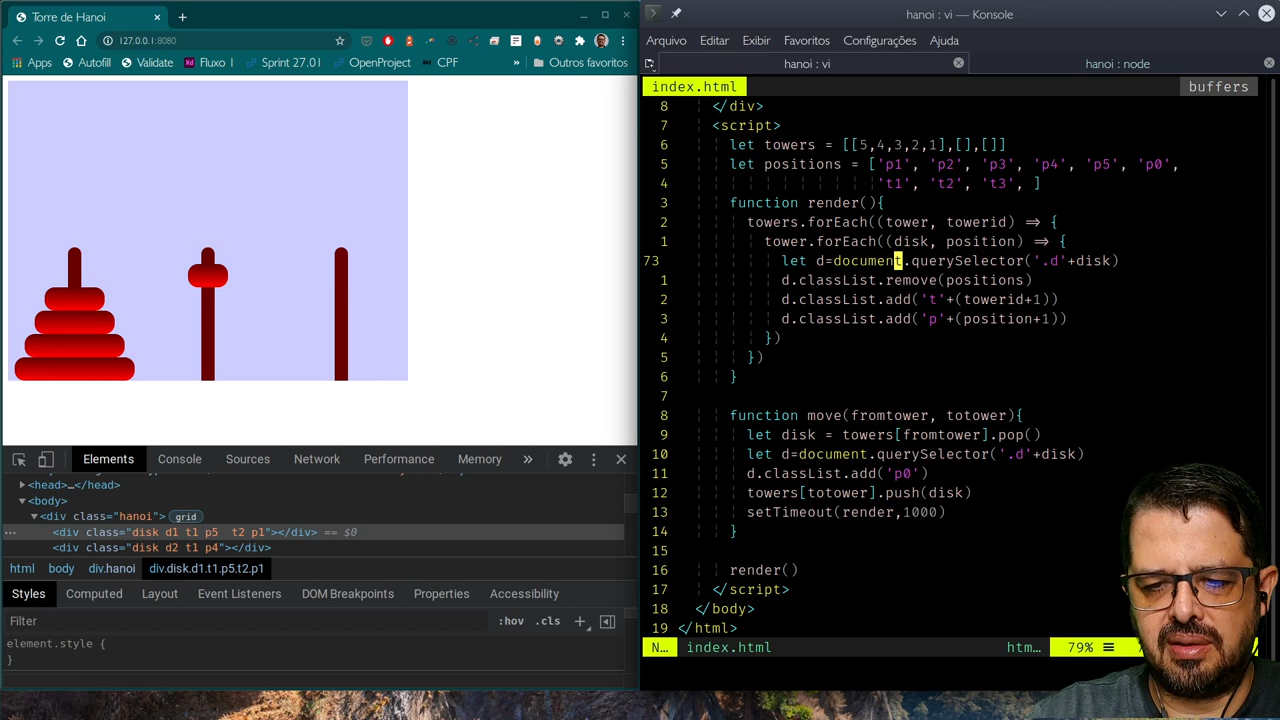 Torre de Hanoi
127.0.0.1:8080
Apps Autofill Validate Fluxo | Sprint 27.01 OpenProject CPF » Outros favoritos
Elements Console Sources Network Performance Memory »
<head>…</head>
<body>
<div class="hanoi"> grid
<div class="disk d1 t1 p5  t2 p1"></div> == $0
<div class="disk d2 t1 p4"></div>
html body div.hanoi div.disk.d1.t1.p5.t2.p1
Styles Computed Layout Event Listeners DOM Breakpoints Properties Accessibility
Filter :hov .cls
element.style {
}
hanoi : vi — Konsole
Arquivo Editar Exibir Favoritos Configurações Ajuda
hanoi : vi hanoi : node
index.html buffers
8 </div>
7 <script>
6 let towers = [[5,4,3,2,1],[],[]]
5 let positions = ['p1', 'p2', 'p3', 'p4', 'p5', 'p0',
4 't1', 't2', 't3', ]
3 function render(){
2 towers.forEach((tower, towerid) => {
1 tower.forEach((disk, position) => {
73 let d=document.querySelector('.d'+disk)
1 d.classList.remove(positions)
2 d.classList.add('t'+(towerid+1))
3 d.classList.add('p'+(position+1))
4 })
5 })
6 }
7
8 function move(fromtower, totower){
9 let disk = towers[fromtower].pop()
10 let d=document.querySelector('.d'+disk)
11 d.classList.add('p0')
12 towers[totower].push(disk)
13 setTimeout(render,1000)
14 }
15
16 render()
17 </script>
18 </body>
19 </html>
N… index.html htm… 79%